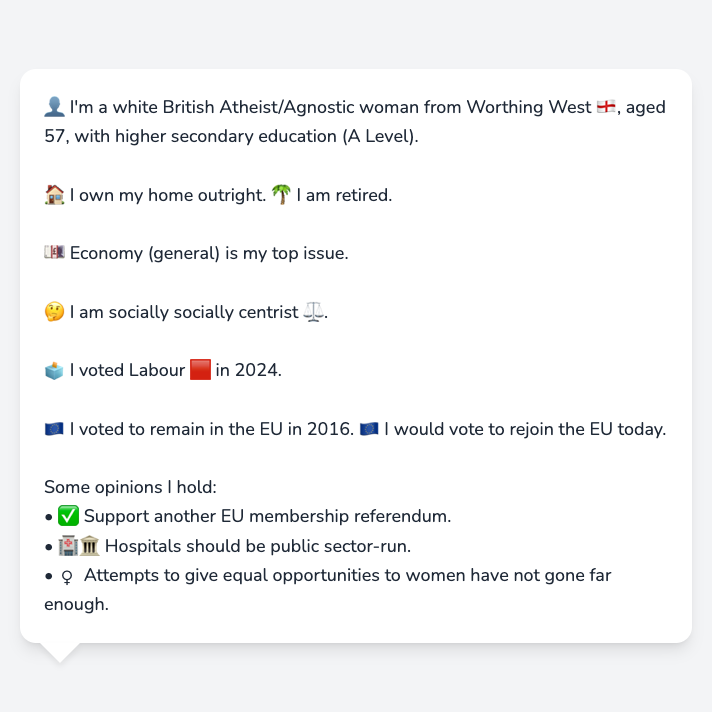 👤 I'm a white British Atheist/Agnostic woman from Worthing West 🏴󠁧󠁢󠁥󠁮󠁧󠁿, aged
57, with higher secondary education (A Level).
🏠 I own my home outright. 🌴 I am retired.
💷 Economy (general) is my top issue.
🤔 I am socially socially centrist ⚖️.
🗳️ I voted Labour 🟥 in 2024.
🇪🇺 I voted to remain in the EU in 2016. 🇪🇺 I would vote to rejoin the EU today.
Some opinions I hold:
• ✅ Support another EU membership referendum.
• 🏥🏛️ Hospitals should be public sector-run.
• ♀ Attempts to give equal opportunities to women have not gone far
enough.